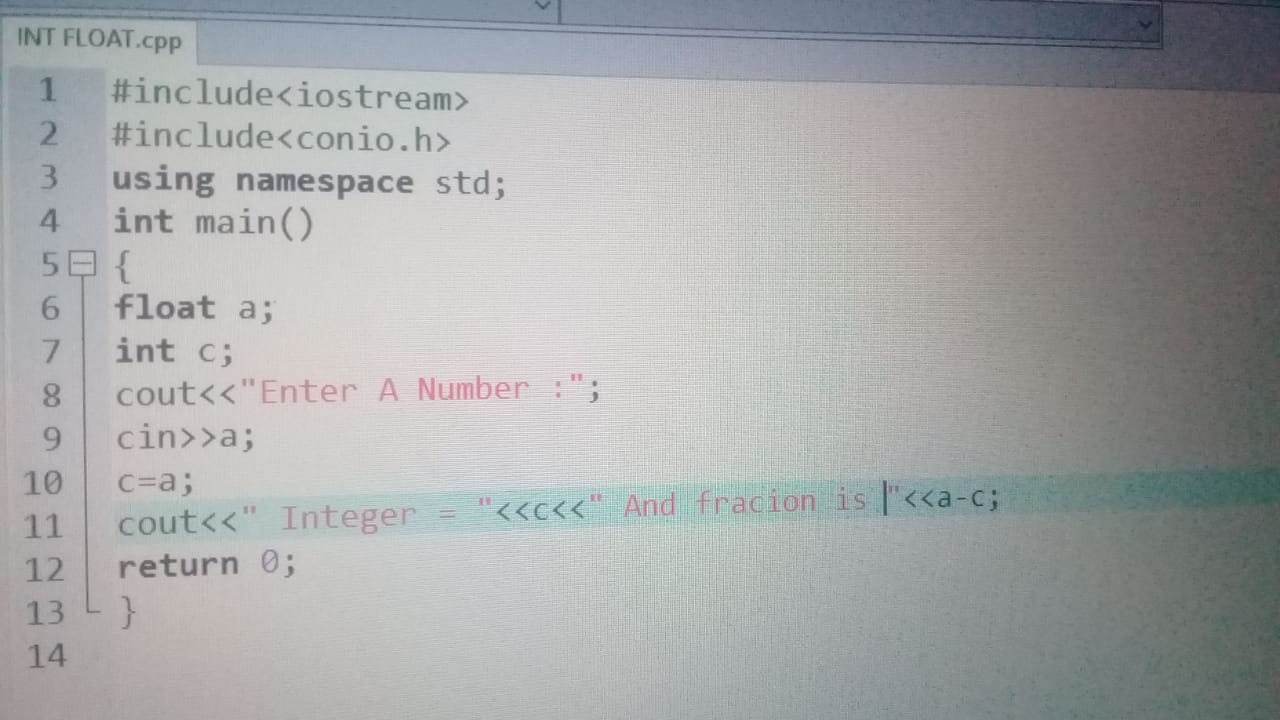 INT FLOAT.cpp
1 #include<iostream>
2 #include<conio.h>
3 using namespace std;
4 int main()
5 {
6 float a;
7 int c;
8 cout<<"Enter A Number :";
9 cin>>a;
10 c=a;
11 cout<<" Integer = "<<c<<" And fracion is "<<a-c;
12 return 0;
13 }
14